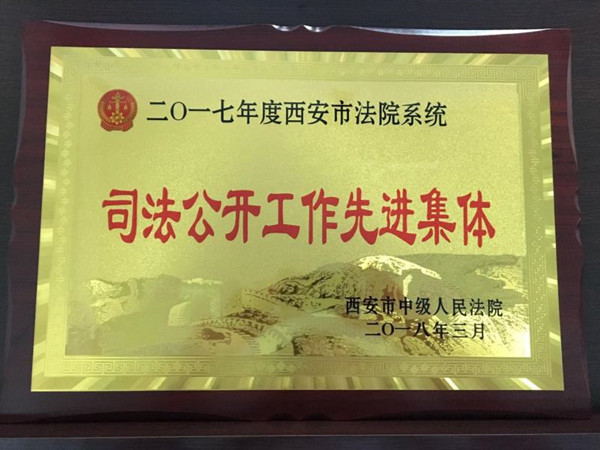 二〇一七年度西安市法院系统
司法公开工作先进集体
西安市中级人民法院
二〇一八年三月